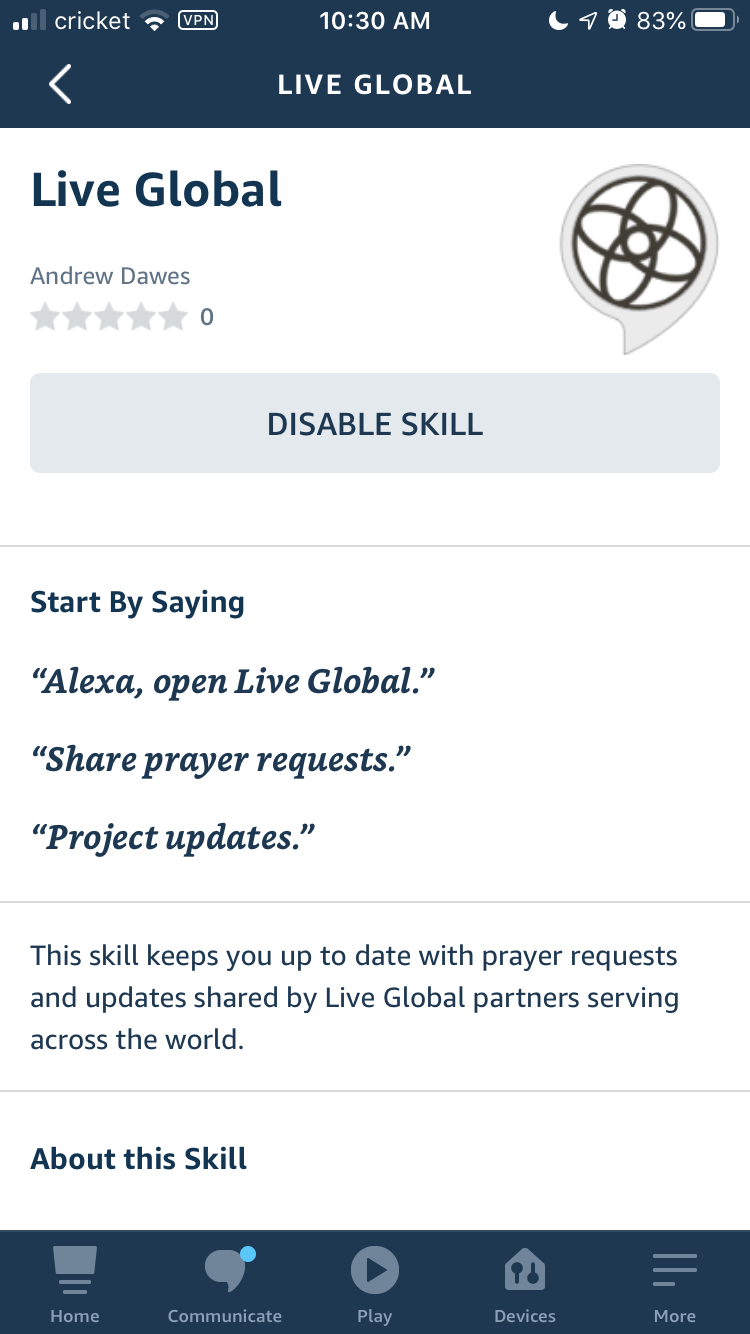 cricket VPN 10:30 AM 83%
LIVE GLOBAL
Live Global
Andrew Dawes
0
DISABLE SKILL
Start By Saying
“Alexa, open Live Global.”
“Share prayer requests.”
“Project updates.”
This skill keeps you up to date with prayer requests
and updates shared by Live Global partners serving
across the world.
About this Skill
Home Communicate Play Devices More